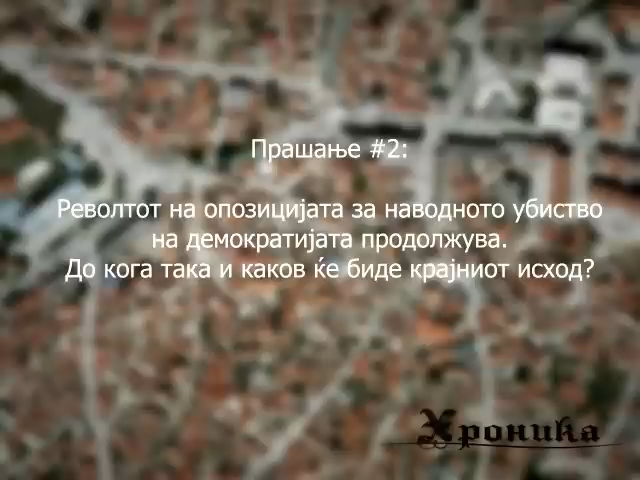 Прашање #2:
Револтот на опозицијата за наводното убиство
на демократијата продолжува.
До кога така и каков ќе биде крајниот исход?
Хроника